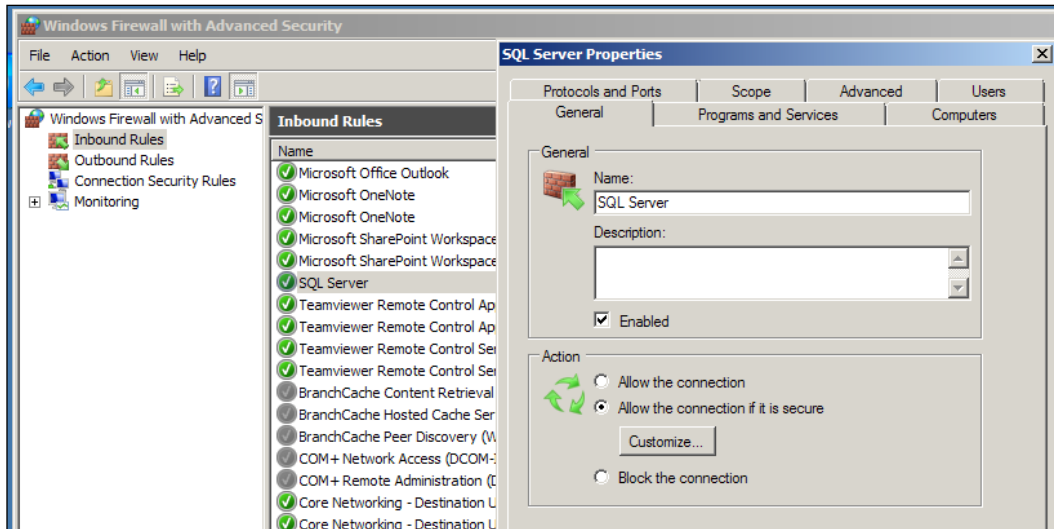 Windows Firewall with Advanced Security
File Action View Help
Windows Firewall with Advanced S
Inbound Rules
Outbound Rules
Connection Security Rules
Monitoring
Inbound Rules
Name
Microsoft Office Outlook
Microsoft OneNote
Microsoft OneNote
Microsoft SharePoint Workspace
Microsoft SharePoint Workspace
SQL Server
Teamviewer Remote Control Ap
Teamviewer Remote Control Ap
Teamviewer Remote Control Ser
Teamviewer Remote Control Ser
BranchCache Content Retrieval
BranchCache Hosted Cache Ser
BranchCache Peer Discovery (W
COM+ Network Access (DCOM-I
COM+ Remote Administration (D
Core Networking - Destination U
Core Networking - Destination U
SQL Server Properties
Protocols and Ports Scope Advanced Users
General Programs and Services Computers
General
Name:
SQL Server
Description:
Enabled
Action
Allow the connection
Allow the connection if it is secure
Customize...
Block the connection